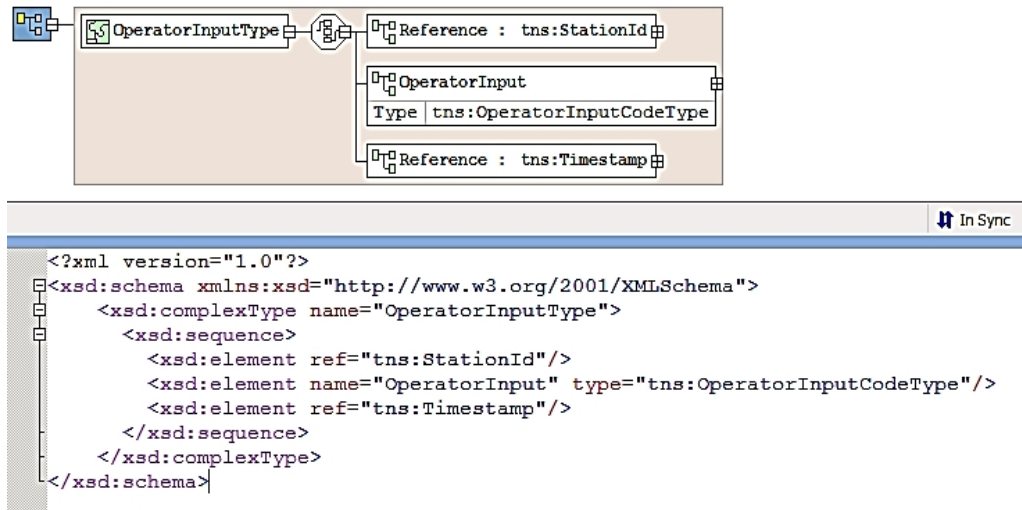 OperatorInputType
Reference : tns:StationId
OperatorInput
Type tns:OperatorInputCodeType
Reference : tns:Timestamp
In Sync
<?xml version="1.0"?>
<xsd:schema xmlns:xsd="http://www.w3.org/2001/XMLSchema">
<xsd:complexType name="OperatorInputType">
<xsd:sequence>
<xsd:element ref="tns:StationId"/>
<xsd:element name="OperatorInput" type="tns:OperatorInputCodeType"/>
<xsd:element ref="tns:Timestamp"/>
</xsd:sequence>
</xsd:complexType>
</xsd:schema>